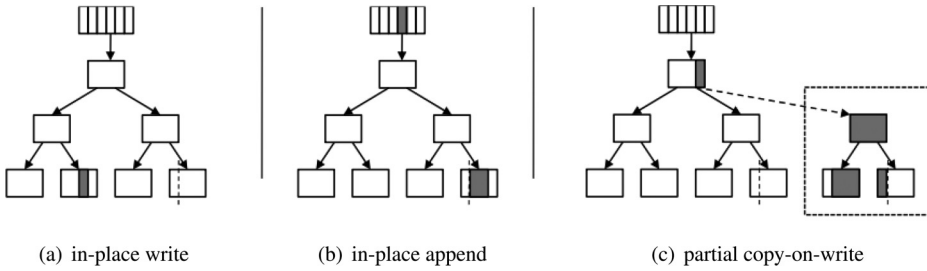 (a) in-place write
(b) in-place append
(c) partial copy-on-write